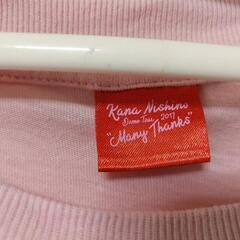 Kana Nishino
Dome Tour 2017
"Many Thanks"